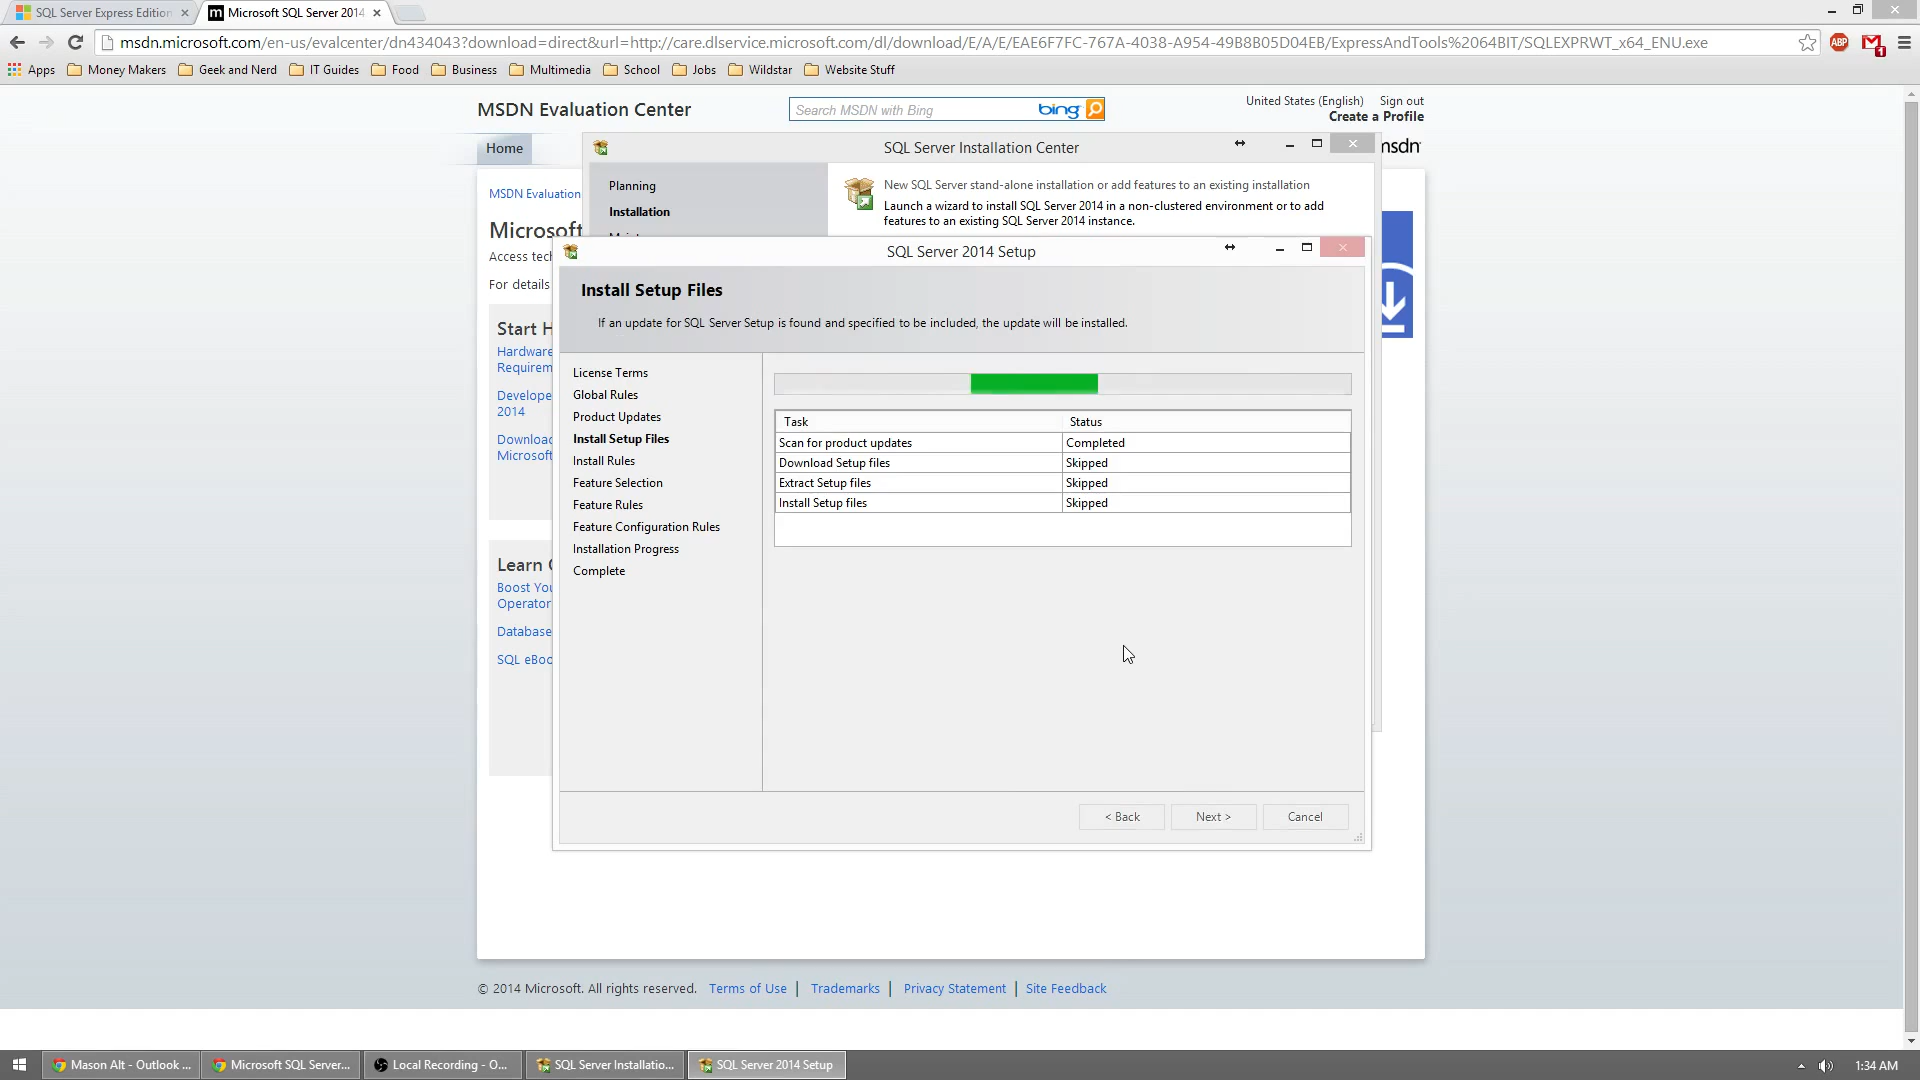 SQL Server Express Edition
Microsoft SQL Server 2014
msdn.microsoft.com/en-us/evalcenter/dn434043?download=direct&url=http://care.dlservice.microsoft.com/dl/download/E/A/E/EAE6F7FC-767A-4038-A954-49B8B05D04EB/ExpressAndTools%2064BIT/SQLEXPRWT_x64_ENU.exe
ABP
1
Apps
Money Makers
Geek and Nerd
IT Guides
Food
Business
Multimedia
School
Jobs
Wildstar
Website Stuff
MSDN Evaluation Center
Search MSDN with Bing
bing
United States (English)
Sign out
Create a Profile
Home
msdn
SQL Server Installation Center
Planning
Installation
New SQL Server stand-alone installation or add features to an existing installation
Launch a wizard to install SQL Server 2014 in a non-clustered environment or to add
features to an existing SQL Server 2014 instance.
MSDN Evaluation
Microsoft
Access tech
For details
Start H
Hardware
Requirem
Develope
2014
Download
Microsoft
Learn
Boost You
Operator
Database
SQL eBoo
SQL Server 2014 Setup
Install Setup Files
If an update for SQL Server Setup is found and specified to be included, the update will be installed.
License Terms
Global Rules
Product Updates
Install Setup Files
Install Rules
Feature Selection
Feature Rules
Feature Configuration Rules
Installation Progress
Complete
Task
Status
Scan for product updates
Completed
Download Setup files
Skipped
Extract Setup files
Skipped
Install Setup files
Skipped
< Back
Next >
Cancel
© 2014 Microsoft. All rights reserved.
Terms of Use
Trademarks
Privacy Statement
Site Feedback
Mason Alt - Outlook ...
Microsoft SQL Server...
Local Recording - O...
SQL Server Installatio...
SQL Server 2014 Setup
1:34 AM